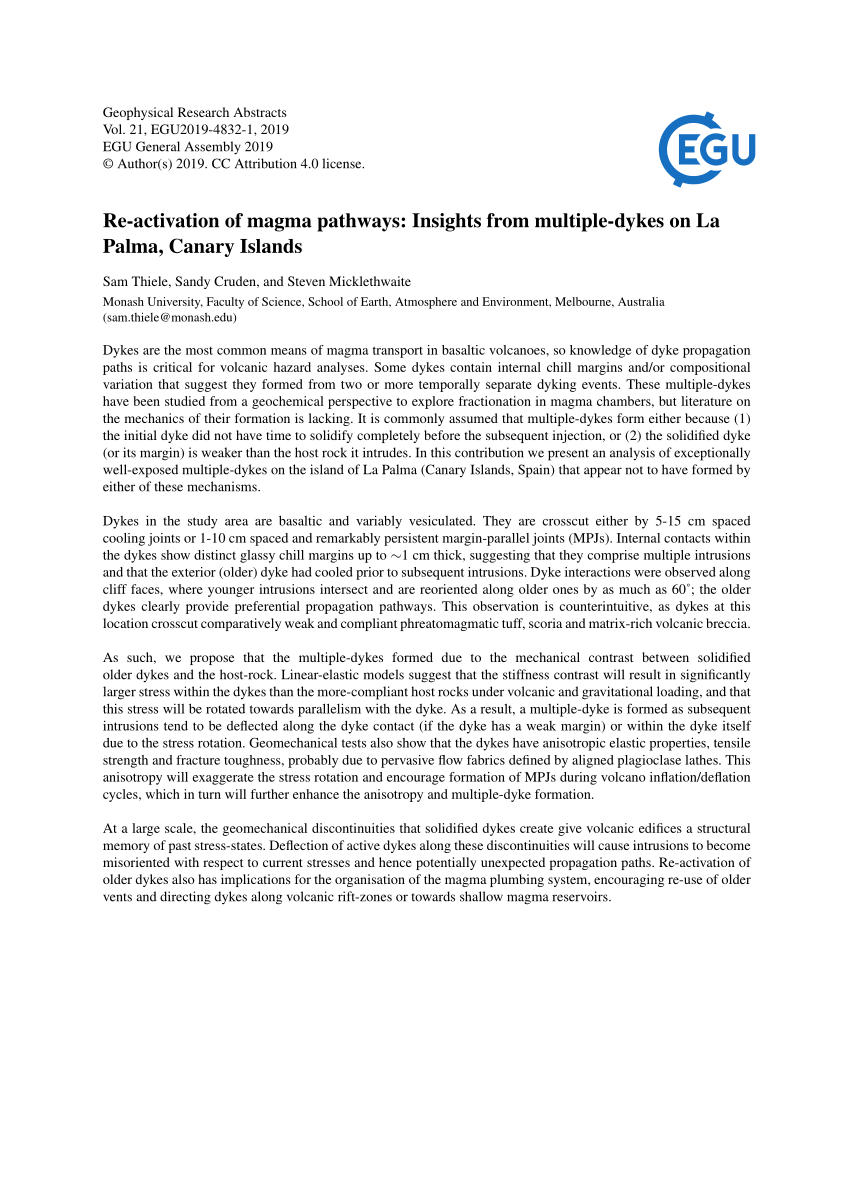 Geophysical Research Abstracts
Vol. 21, EGU2019-4832-1, 2019
EGU General Assembly 2019
© Author(s) 2019. CC Attribution 4.0 license.
EGU
Re-activation of magma pathways: Insights from multiple-dykes on La
Palma, Canary Islands
Sam Thiele, Sandy Cruden, and Steven Micklethwaite
Monash University, Faculty of Science, School of Earth, Atmosphere and Environment, Melbourne, Australia
(sam.thiele@monash.edu)
Dykes are the most common means of magma transport in basaltic volcanoes, so knowledge of dyke propagation
paths is critical for volcanic hazard analyses. Some dykes contain internal chill margins and/or compositional
variation that suggest they formed from two or more temporally separate dyking events. These multiple-dykes
have been studied from a geochemical perspective to explore fractionation in magma chambers, but literature on
the mechanics of their formation is lacking. It is commonly assumed that multiple-dykes form either because (1)
the initial dyke did not have time to solidify completely before the subsequent injection, or (2) the solidified dyke
(or its margin) is weaker than the host rock it intrudes. In this contribution we present an analysis of exceptionally
well-exposed multiple-dykes on the island of La Palma (Canary Islands, Spain) that appear not to have formed by
either of these mechanisms.
Dykes in the study area are basaltic and variably vesiculated. They are crosscut either by 5-15 cm spaced
cooling joints or 1-10 cm spaced and remarkably persistent margin-parallel joints (MPJs). Internal contacts within
the dykes show distinct glassy chill margins up to ∼1 cm thick, suggesting that they comprise multiple intrusions
and that the exterior (older) dyke had cooled prior to subsequent intrusions. Dyke interactions were observed along
cliff faces, where younger intrusions intersect and are reoriented along older ones by as much as 60°; the older
dykes clearly provide preferential propagation pathways. This observation is counterintuitive, as dykes at this
location crosscut comparatively weak and compliant phreatomagmatic tuff, scoria and matrix-rich volcanic breccia.
As such, we propose that the multiple-dykes formed due to the mechanical contrast between solidified
older dykes and the host-rock. Linear-elastic models suggest that the stiffness contrast will result in significantly
larger stress within the dykes than the more-compliant host rocks under volcanic and gravitational loading, and that
this stress will be rotated towards parallelism with the dyke. As a result, a multiple-dyke is formed as subsequent
intrusions tend to be deflected along the dyke contact (if the dyke has a weak margin) or within the dyke itself
due to the stress rotation. Geomechanical tests also show that the dykes have anisotropic elastic properties, tensile
strength and fracture toughness, probably due to pervasive flow fabrics defined by aligned plagioclase lathes. This
anisotropy will exaggerate the stress rotation and encourage formation of MPJs during volcano inflation/deflation
cycles, which in turn will further enhance the anisotropy and multiple-dyke formation.
At a large scale, the geomechanical discontinuities that solidified dykes create give volcanic edifices a structural
memory of past stress-states. Deflection of active dykes along these discontinuities will cause intrusions to become
misoriented with respect to current stresses and hence potentially unexpected propagation paths. Re-activation of
older dykes also has implications for the organisation of the magma plumbing system, encouraging re-use of older
vents and directing dykes along volcanic rift-zones or towards shallow magma reservoirs.